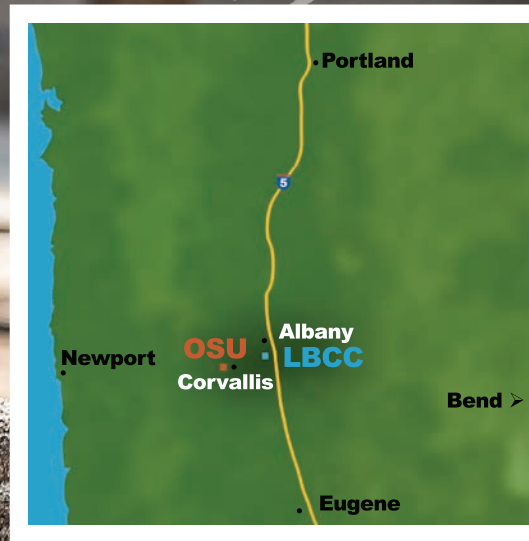 Portland
5
Albany
OSU
LBCC
Newport
Corvallis
Bend
Eugene